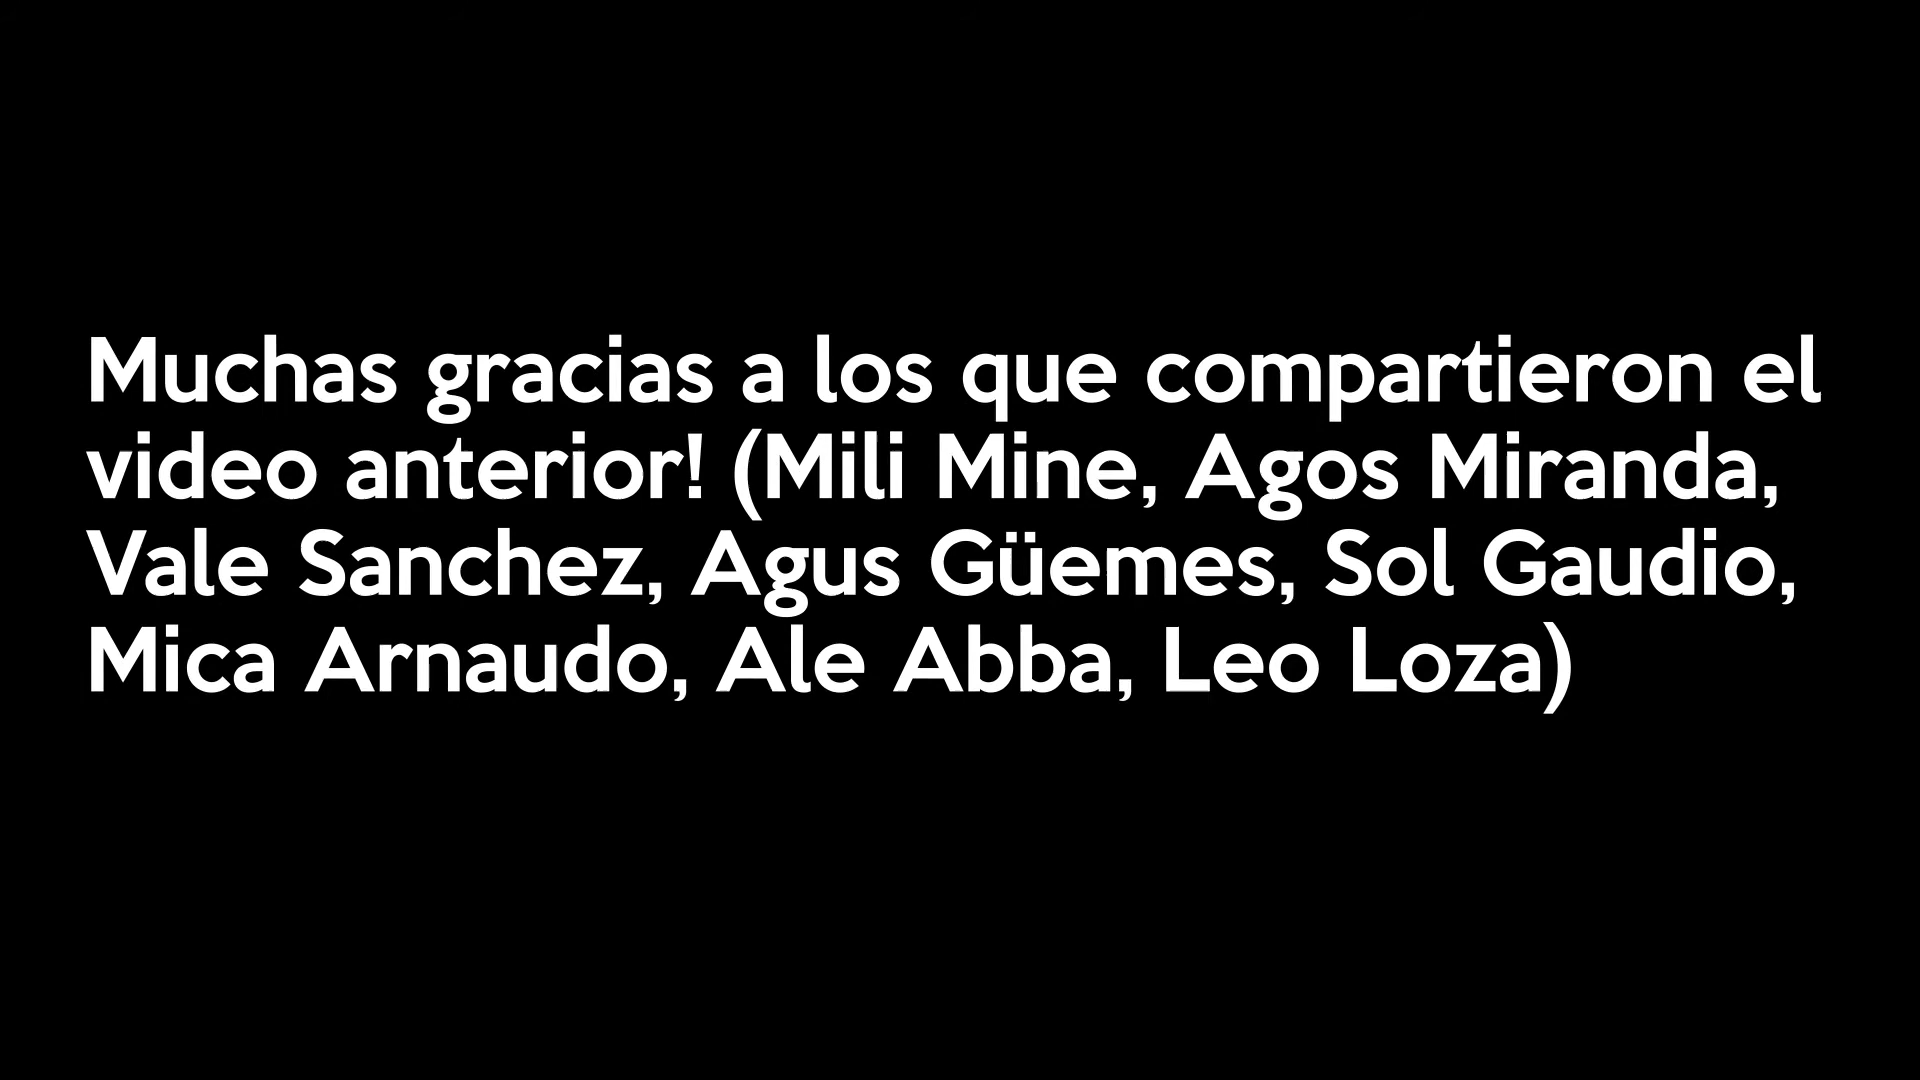 Muchas gracias a los que compartieron el
video anterior! (Mili Mine, Agos Miranda,
Vale Sanchez, Agus Güemes, Sol Gaudio,
Mica Arnaudo, Ale Abba, Leo Loza)